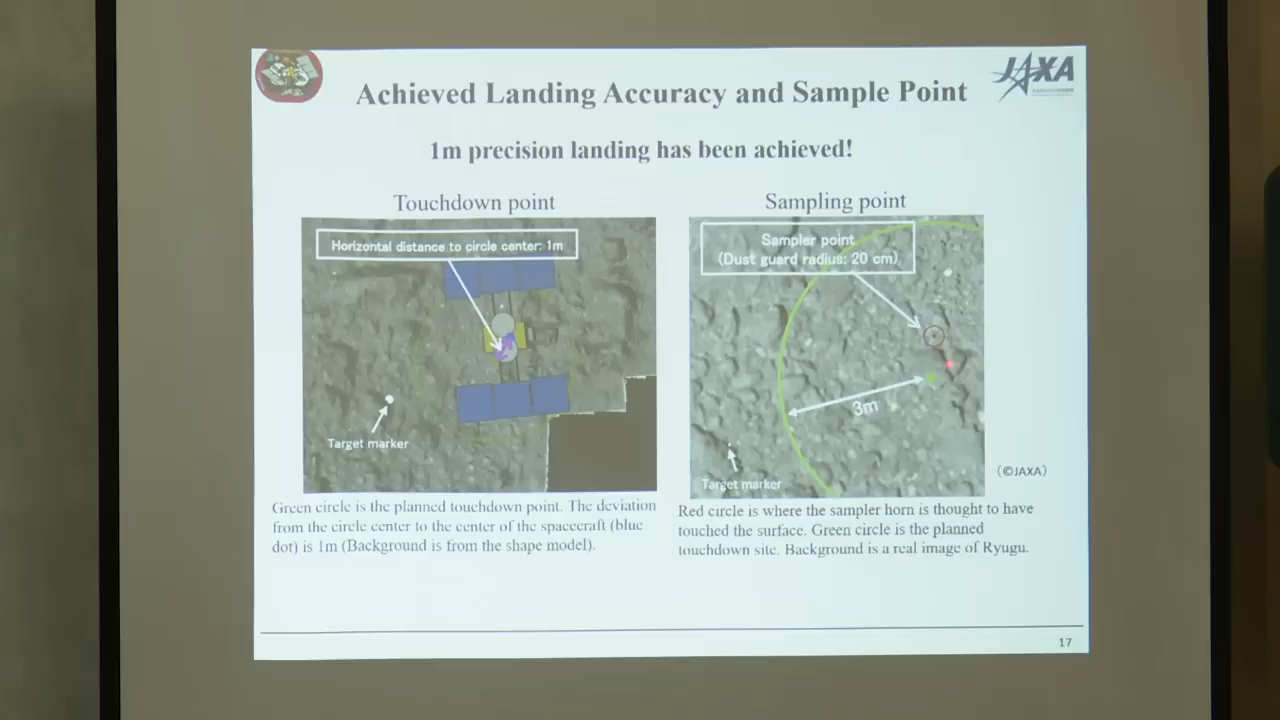 JAXA
Achieved Landing Accuracy and Sample Point
1m precision landing has been achieved!
Touchdown point
Horizontal distance to circle center: 1m
Target marker
Green circle is the planned touchdown point. The deviation
from the circle center to the center of the spacecraft (blue
dot) is 1m (Background is from the shape model).
Sampling point
Sampler point
(Dust guard radius: 20 cm)
3m
Target marker
(©JAXA)
Red circle is where the sampler horn is thought to have
touched the surface. Green circle is the planned
touchdown site. Background is a real image of Ryugu.
17